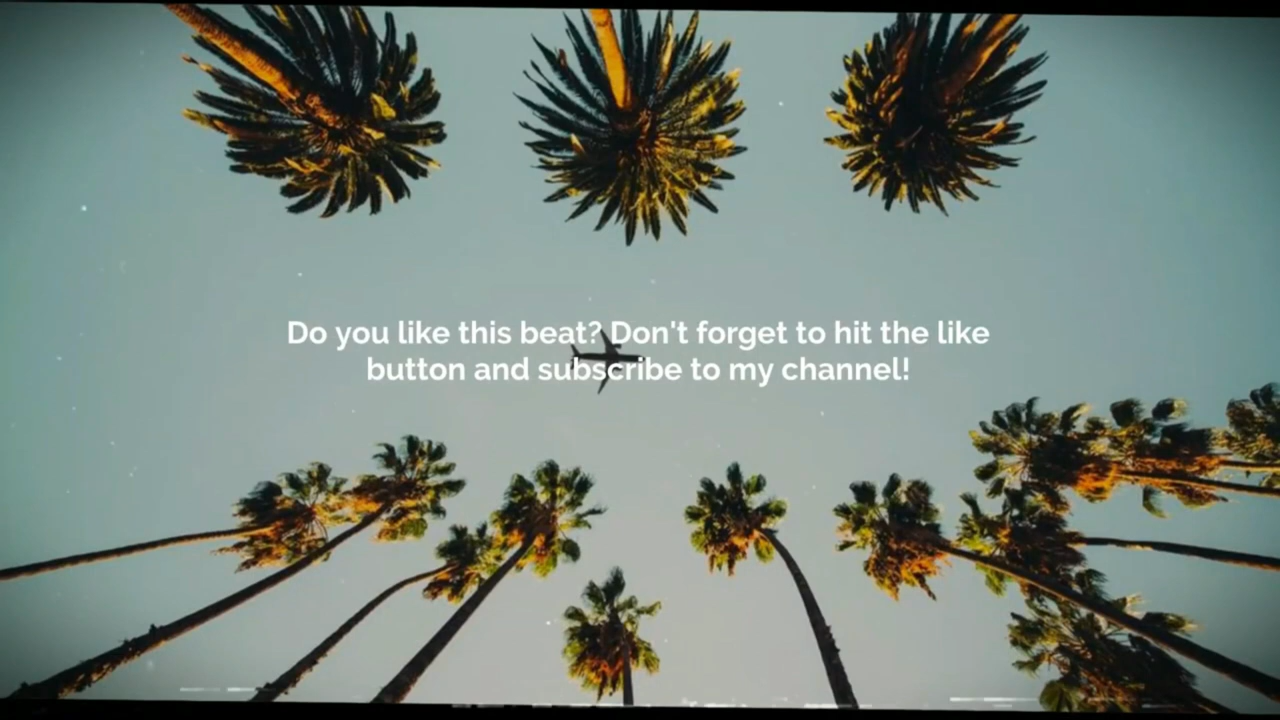 Do you like this beat? Don't forget to hit the like
button and subscribe to my channel!